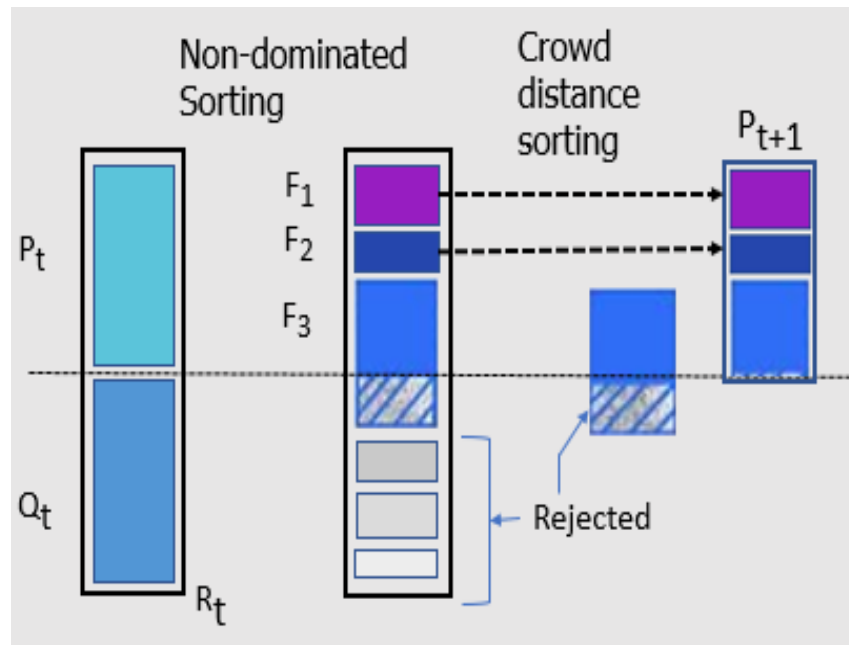 Non-dominated
Sorting
Crowd
distance
sorting
Pt+1
F1
Pt
F2
F3
Qt
Rejected
Rt